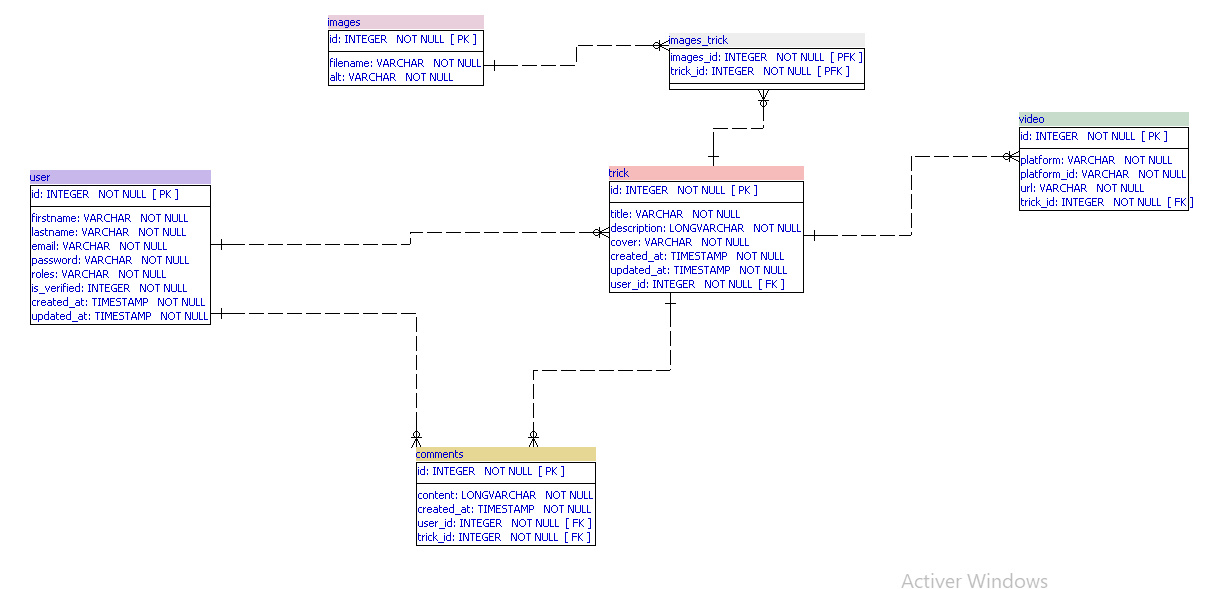 images
id: INTEGER NOT NULL [ PK ]
filename: VARCHAR NOT NULL
alt: VARCHAR NOT NULL
images_trick
images_id: INTEGER NOT NULL [ PFK ]
trick_id: INTEGER NOT NULL [ PFK ]
video
id: INTEGER NOT NULL [ PK ]
platform: VARCHAR NOT NULL
platform_id: VARCHAR NOT NULL
url: VARCHAR NOT NULL
trick_id: INTEGER NOT NULL [ FK ]
user
id: INTEGER NOT NULL [ PK ]
firstname: VARCHAR NOT NULL
lastname: VARCHAR NOT NULL
email: VARCHAR NOT NULL
password: VARCHAR NOT NULL
roles: VARCHAR NOT NULL
is_verified: INTEGER NOT NULL
created_at: TIMESTAMP NOT NULL
updated_at: TIMESTAMP NOT NULL
trick
id: INTEGER NOT NULL [ PK ]
title: VARCHAR NOT NULL
description: LONGVARCHAR NOT NULL
cover: VARCHAR NOT NULL
created_at: TIMESTAMP NOT NULL
updated_at: TIMESTAMP NOT NULL
user_id: INTEGER NOT NULL [ FK ]
comments
id: INTEGER NOT NULL [ PK ]
content: LONGVARCHAR NOT NULL
created_at: TIMESTAMP NOT NULL
user_id: INTEGER NOT NULL [ FK ]
trick_id: INTEGER NOT NULL [ FK ]
Activer Windows